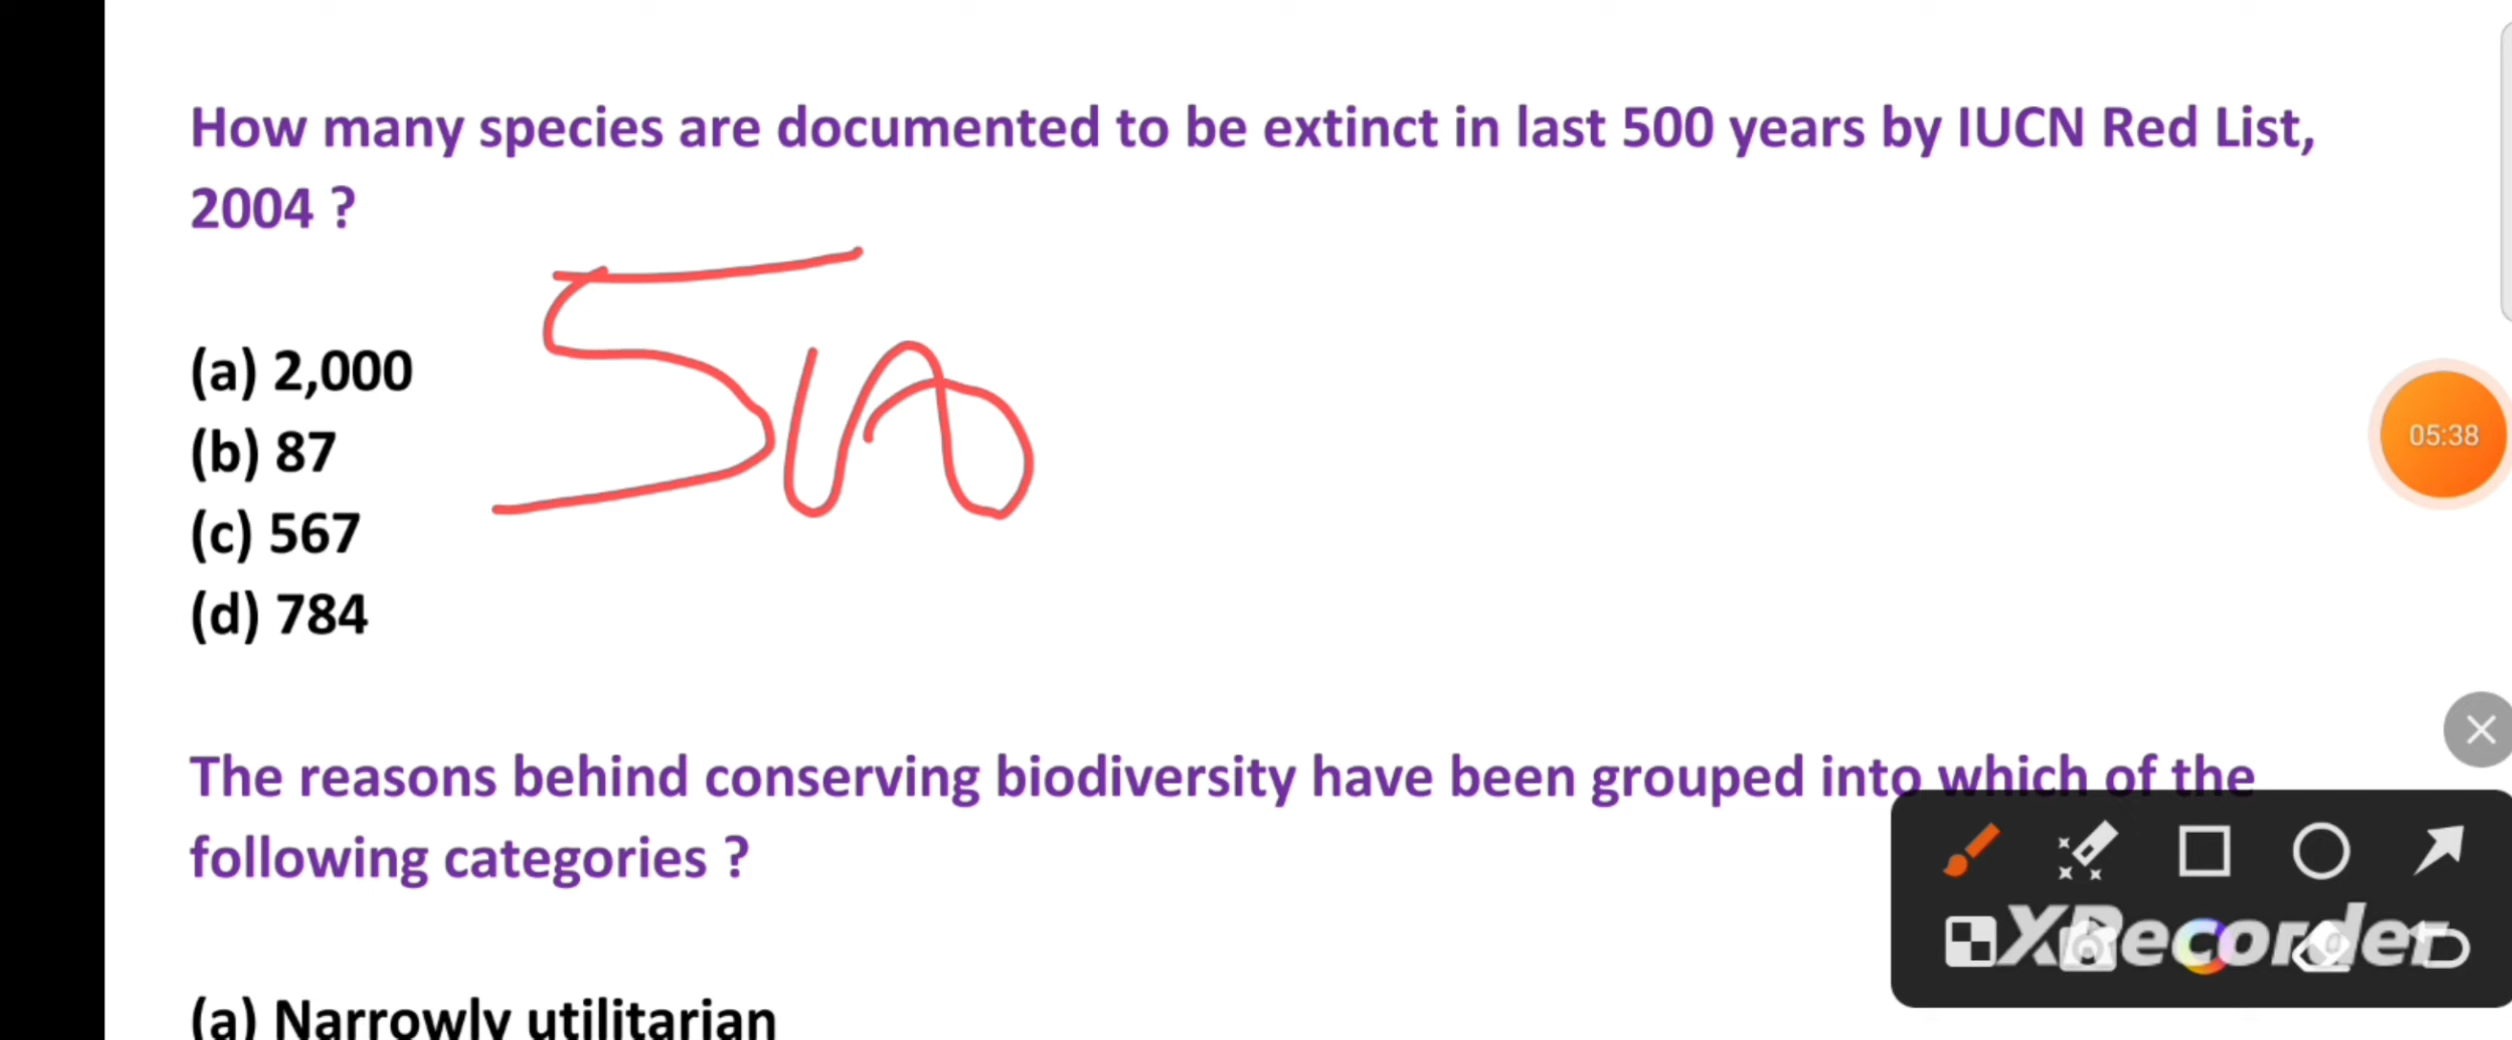 How many species are documented to be extinct in last 500 years by IUCN Red List,
2004 ?
(a) 2,000
(b) 87
(c) 567
(d) 784
05:38
The reasons behind conserving biodiversity have been grouped into which of the
following categories ?
XRecorder
(a) Narrowly utilitarian